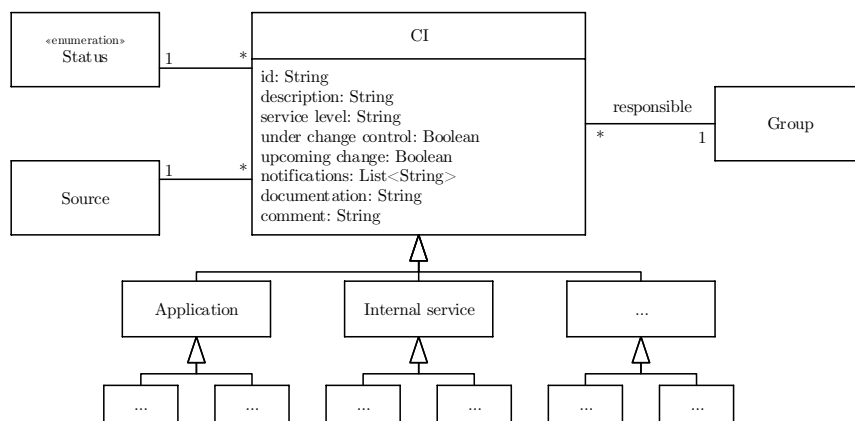 «enumeration»
Status
1
*
CI
id: String
description: String
service level: String
under change control: Boolean
upcoming change: Boolean
notifications: List<String>
documentation: String
comment: String
responsible
*
1
Group
Source
1
*
Application
Internal service
...
...
...
...
...
...
...